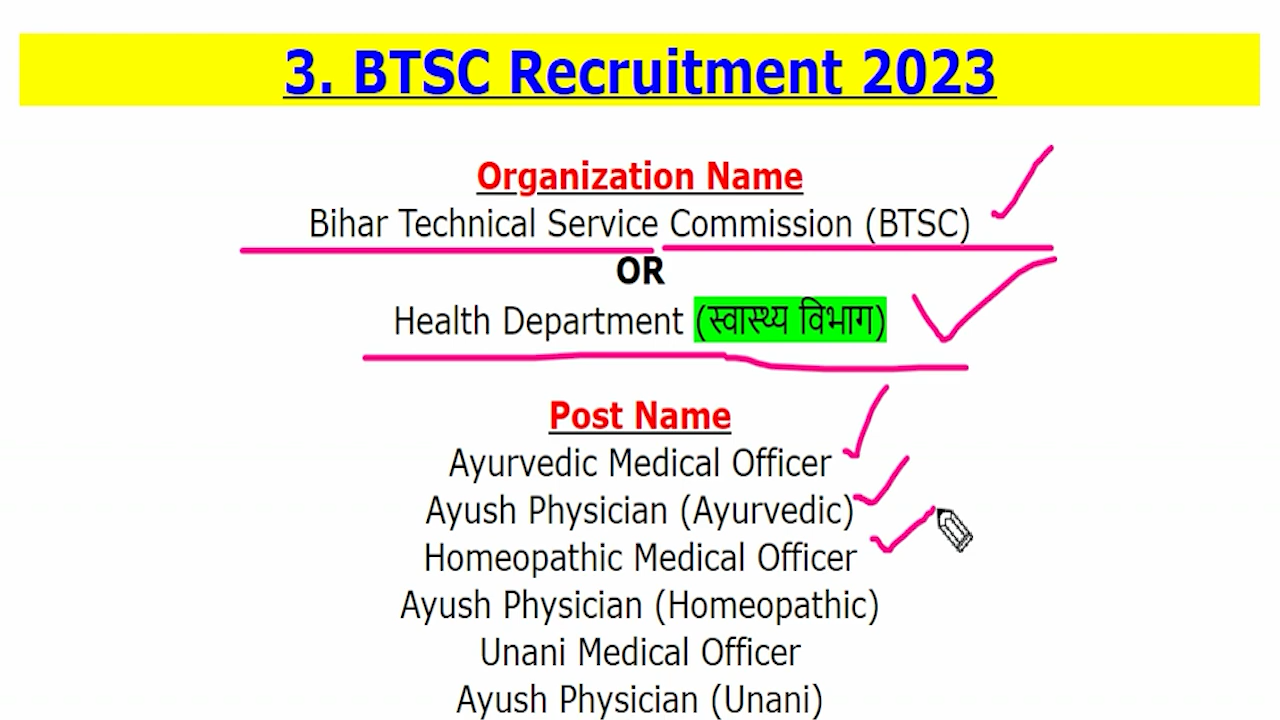 3. BTSC Recruitment 2023
Organization Name
Bihar Technical Service Commission (BTSC)
OR
Health Department (स्वास्थ्य विभाग)
Post Name
Ayurvedic Medical Officer
Ayush Physician (Ayurvedic)
Homeopathic Medical Officer
Ayush Physician (Homeopathic)
Unani Medical Officer
Ayush Physician (Unani)